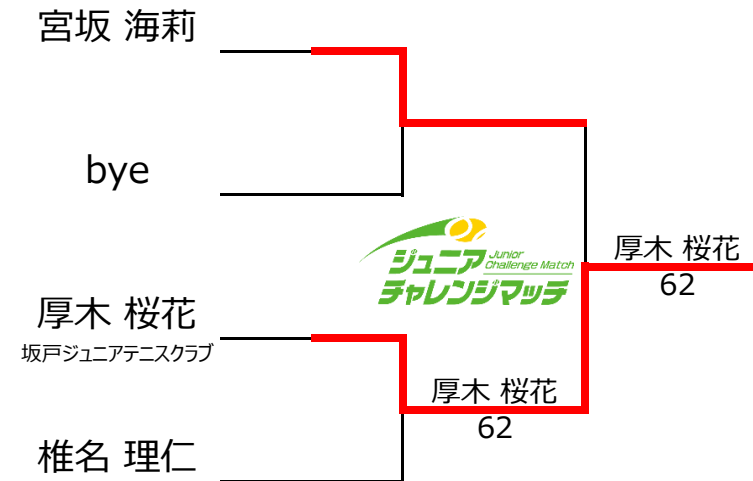 宮坂 海莉
bye
ジュニア Junior Challenge Match
チャレンジマッチ
厚木 桜花
62
厚木 桜花
坂戸ジュニアテニスクラブ
厚木 桜花
62
椎名 理仁